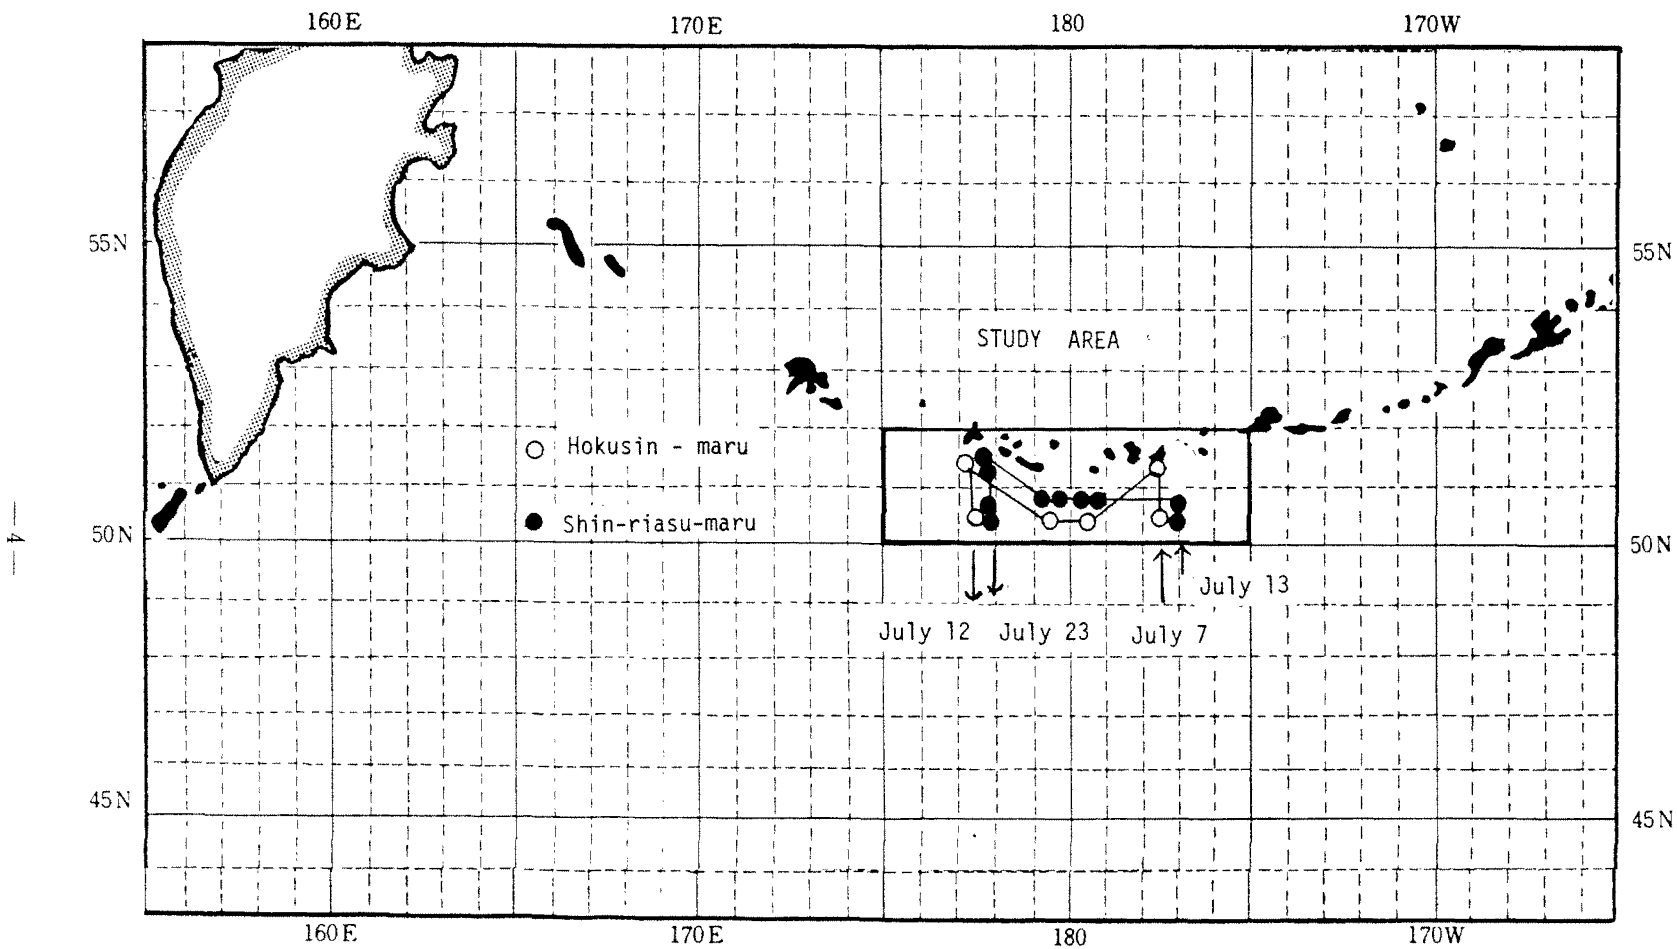 160E 170E 180 170W
55N 55N
STUDY AREA
Hokusin - maru
Shin-riasu-maru
50N 50N
July 13
July 12 July 23 July 7
— 4 —
45N 45N
160E 170E 180 170W